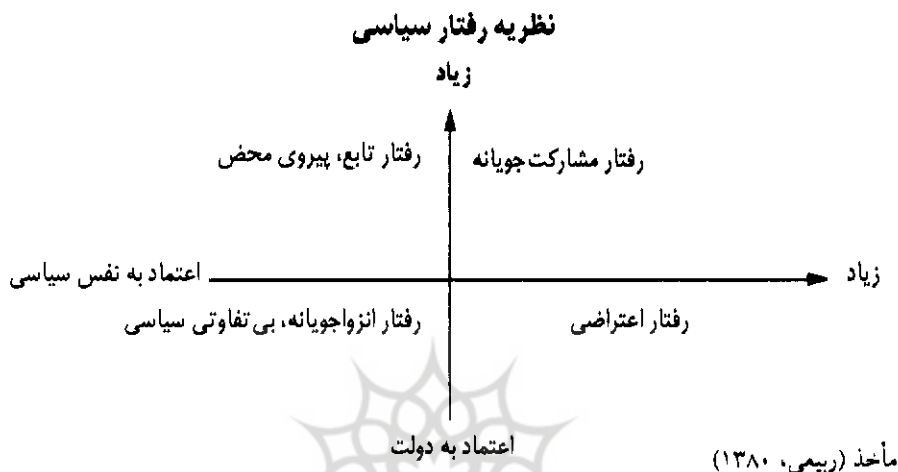 نظریه رفتار سیاسی
زیاد
رفتار مشارکت‌جویانه
رفتار تابع، پیروی محض
زیاد
اعتماد به نفس سیاسی
رفتار اعتراضی
رفتار انزواجویانه، بی‌تفاوتی سیاسی
اعتماد به دولت
مأخذ (ربیعی، ۱۳۸۰)